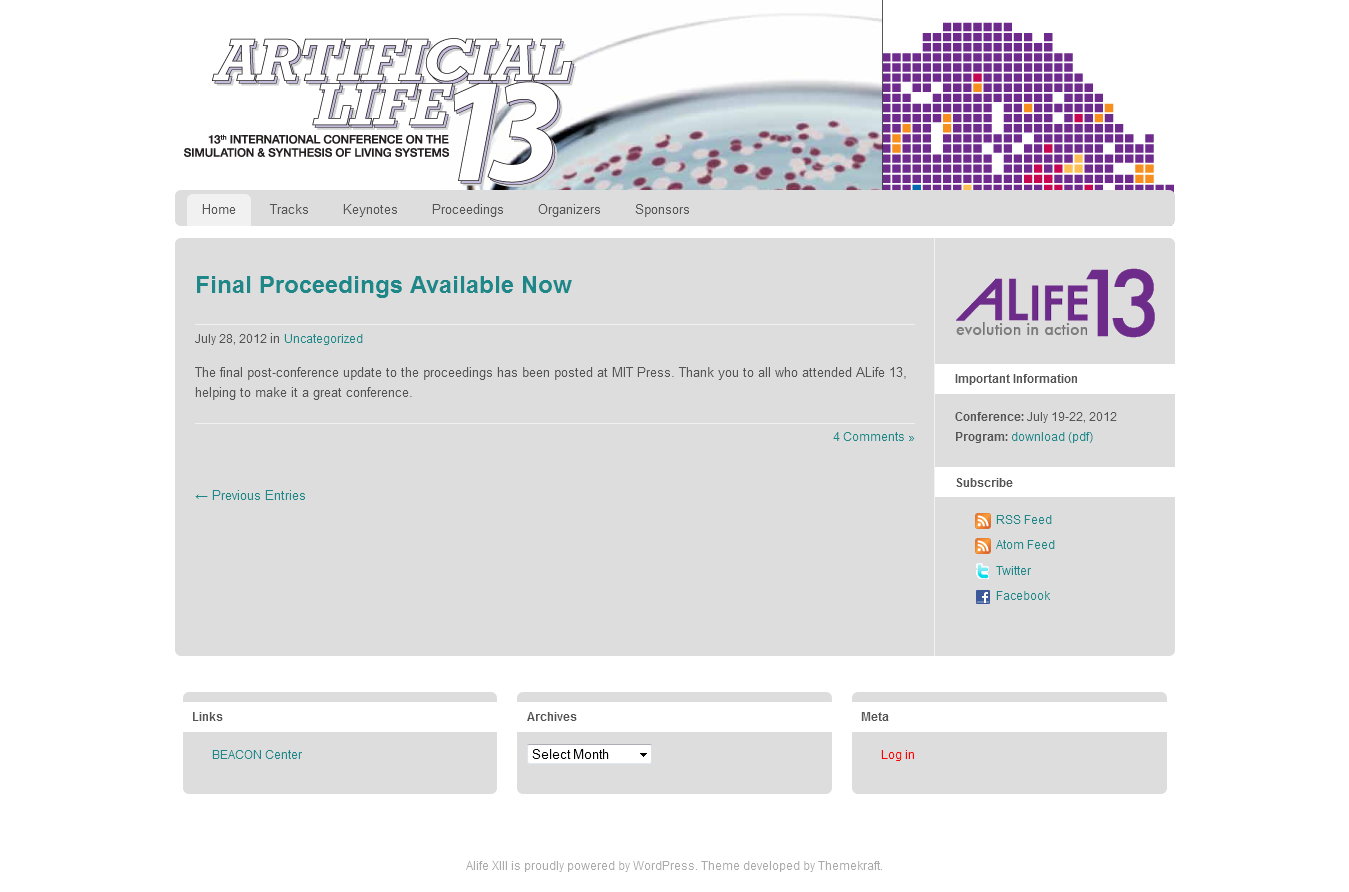 ARTIFICIAL
LIFE 13
13th INTERNATIONAL CONFERENCE ON THE
SIMULATION & SYNTHESIS OF LIVING SYSTEMS
Home Tracks Keynotes Proceedings Organizers Sponsors
Final Proceedings Available Now
July 28, 2012 in Uncategorized
The final post-conference update to the proceedings has been posted at MIT Press. Thank you to all who attended ALife 13,
helping to make it a great conference.
4 Comments »
← Previous Entries
ALIFE13
evolution in action
Important Information
Conference: July 19-22, 2012
Program: download (pdf)
Subscribe
RSS Feed
Atom Feed
Twitter
Facebook
Links
BEACON Center
Archives
Select Month
Meta
Log in
Alife XIII is proudly powered by WordPress. Theme developed by Themekraft.